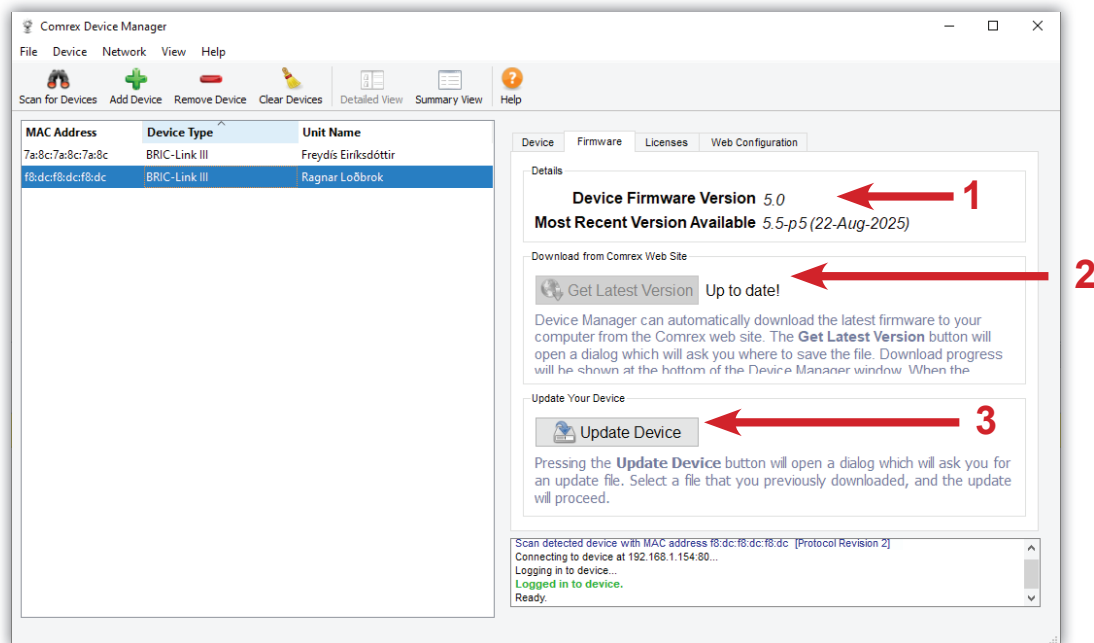 Comrex Device Manager
File Device Network View Help
Scan for Devices Add Device Remove Device Clear Devices Detailed View Summary View Help
MAC Address Device Type Unit Name
7a:8c:7a:8c:7a:8c BRIC-Link III Freydís Eiríksdóttir
f8:dc:f8:dc:f8:dc BRIC-Link III Ragnar Loðbrok
Device Firmware Licenses Web Configuration
Details
Device Firmware Version 5.0
1
Most Recent Version Available 5.5-p5 (22-Aug-2025)
Download from Comrex Web Site
2
Get Latest Version Up to date!
Device Manager can automatically download the latest firmware to your
computer from the Comrex web site. The Get Latest Version button will
open a dialog which will ask you where to save the file. Download progress
will be shown at the bottom of the Device Manager window. When the
Update Your Device
3
Update Device
Pressing the Update Device button will open a dialog which will ask you for
an update file. Select a file that you previously downloaded, and the update
will proceed.
Scan detected device with MAC address f8:dc:f8:dc:f8:dc [Protocol Revision 2]
Connecting to device at 192.168.1.154:80...
Logging in to device...
Logged in to device.
Ready.